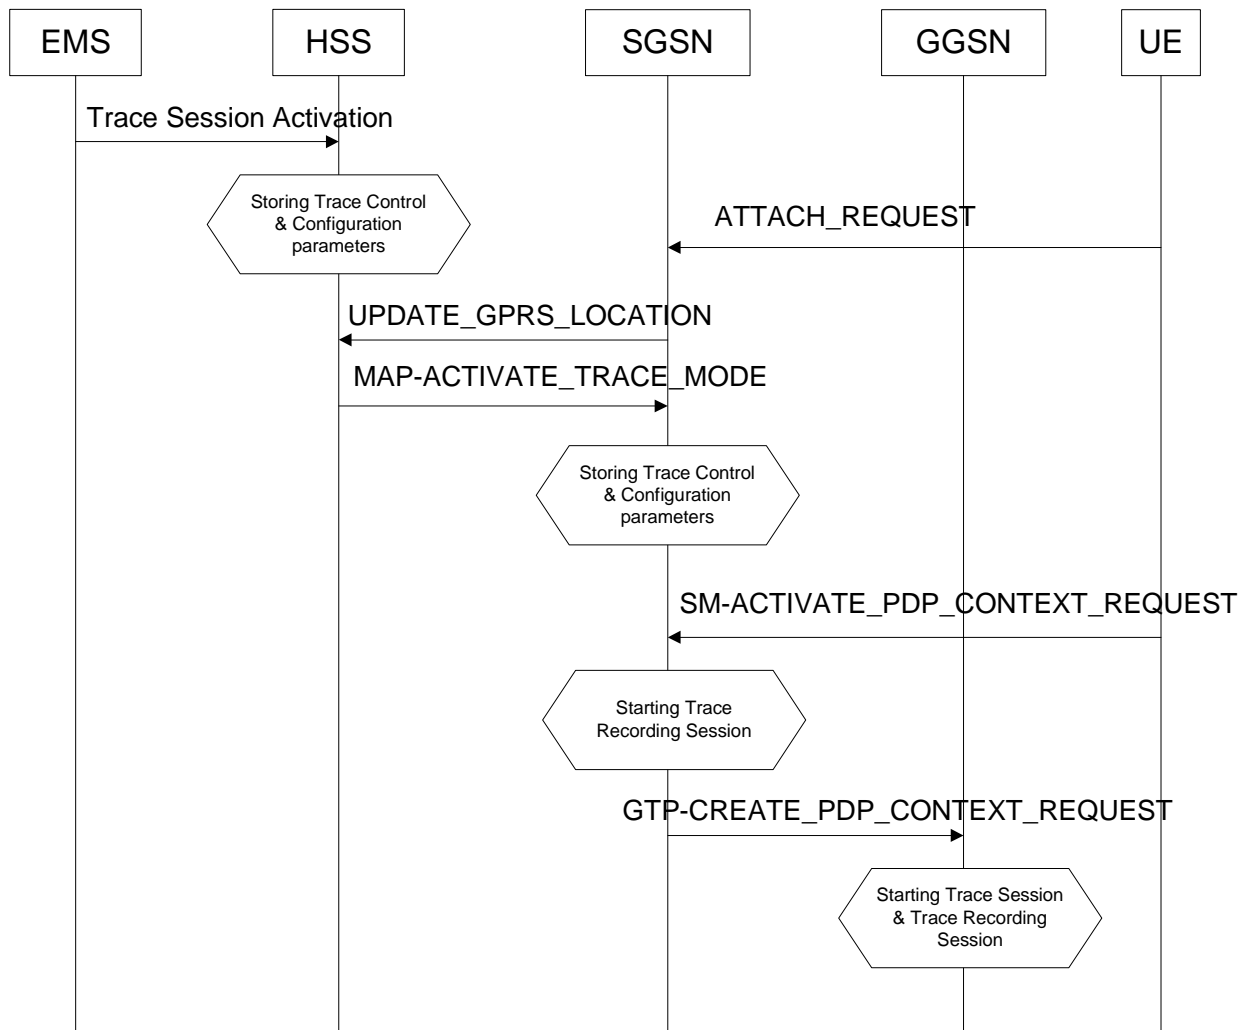 EMS
HSS
SGSN
GGSN
UE
Trace Session Activation
Storing Trace Control
& Configuration
parameters
ATTACH_REQUEST
UPDATE_GPRS_LOCATION
MAP-ACTIVATE_TRACE_MODE
Storing Trace Control
& Configuration
parameters
SM-ACTIVATE_PDP_CONTEXT_REQUEST
Starting Trace
Recording Session
GTP-CREATE_PDP_CONTEXT_REQUEST
Starting Trace Session
& Trace Recording
Session